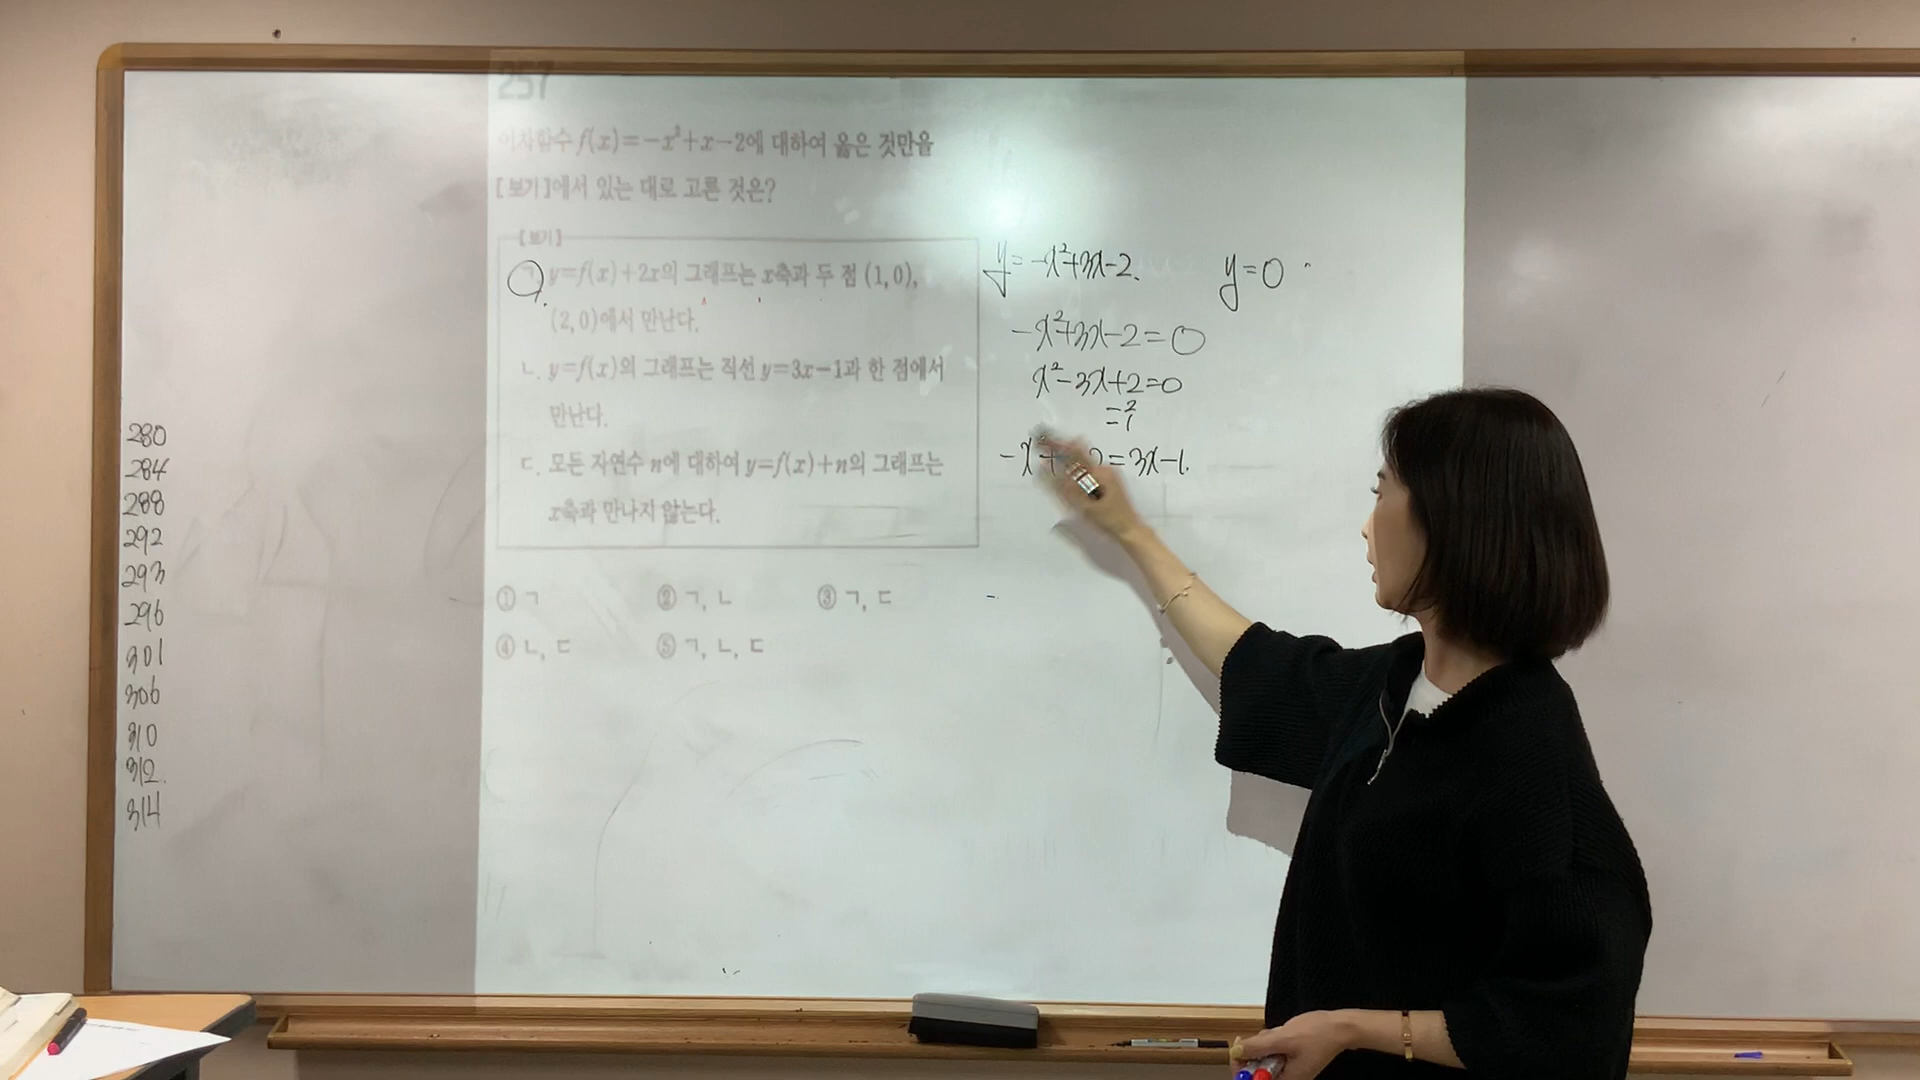 257
이차함수 f(x)=-x²+x-2에 대하여 옳은 것만을
[보기]에서 있는 대로 고른 것은?
[보기]
ㄱ. y=f(x)+2x의 그래프는 x축과 두 점 (1, 0),
(2, 0)에서 만난다.
ㄴ. y=f(x)의 그래프는 직선 y=3x-1과 한 점에서
만난다.
ㄷ. 모든 자연수 n에 대하여 y=f(x)+n의 그래프는
x축과 만나지 않는다.
① ㄱ ② ㄱ, ㄴ ③ ㄱ, ㄷ
④ ㄴ, ㄷ ⑤ ㄱ, ㄴ, ㄷ
y=-x²+3x-2. y=0
-x²+3x-2=0
x²-3x+2=0
-2
-1
-x²+ =3x-1.
280
284
288
292
293
296
301
306
310
312.
314